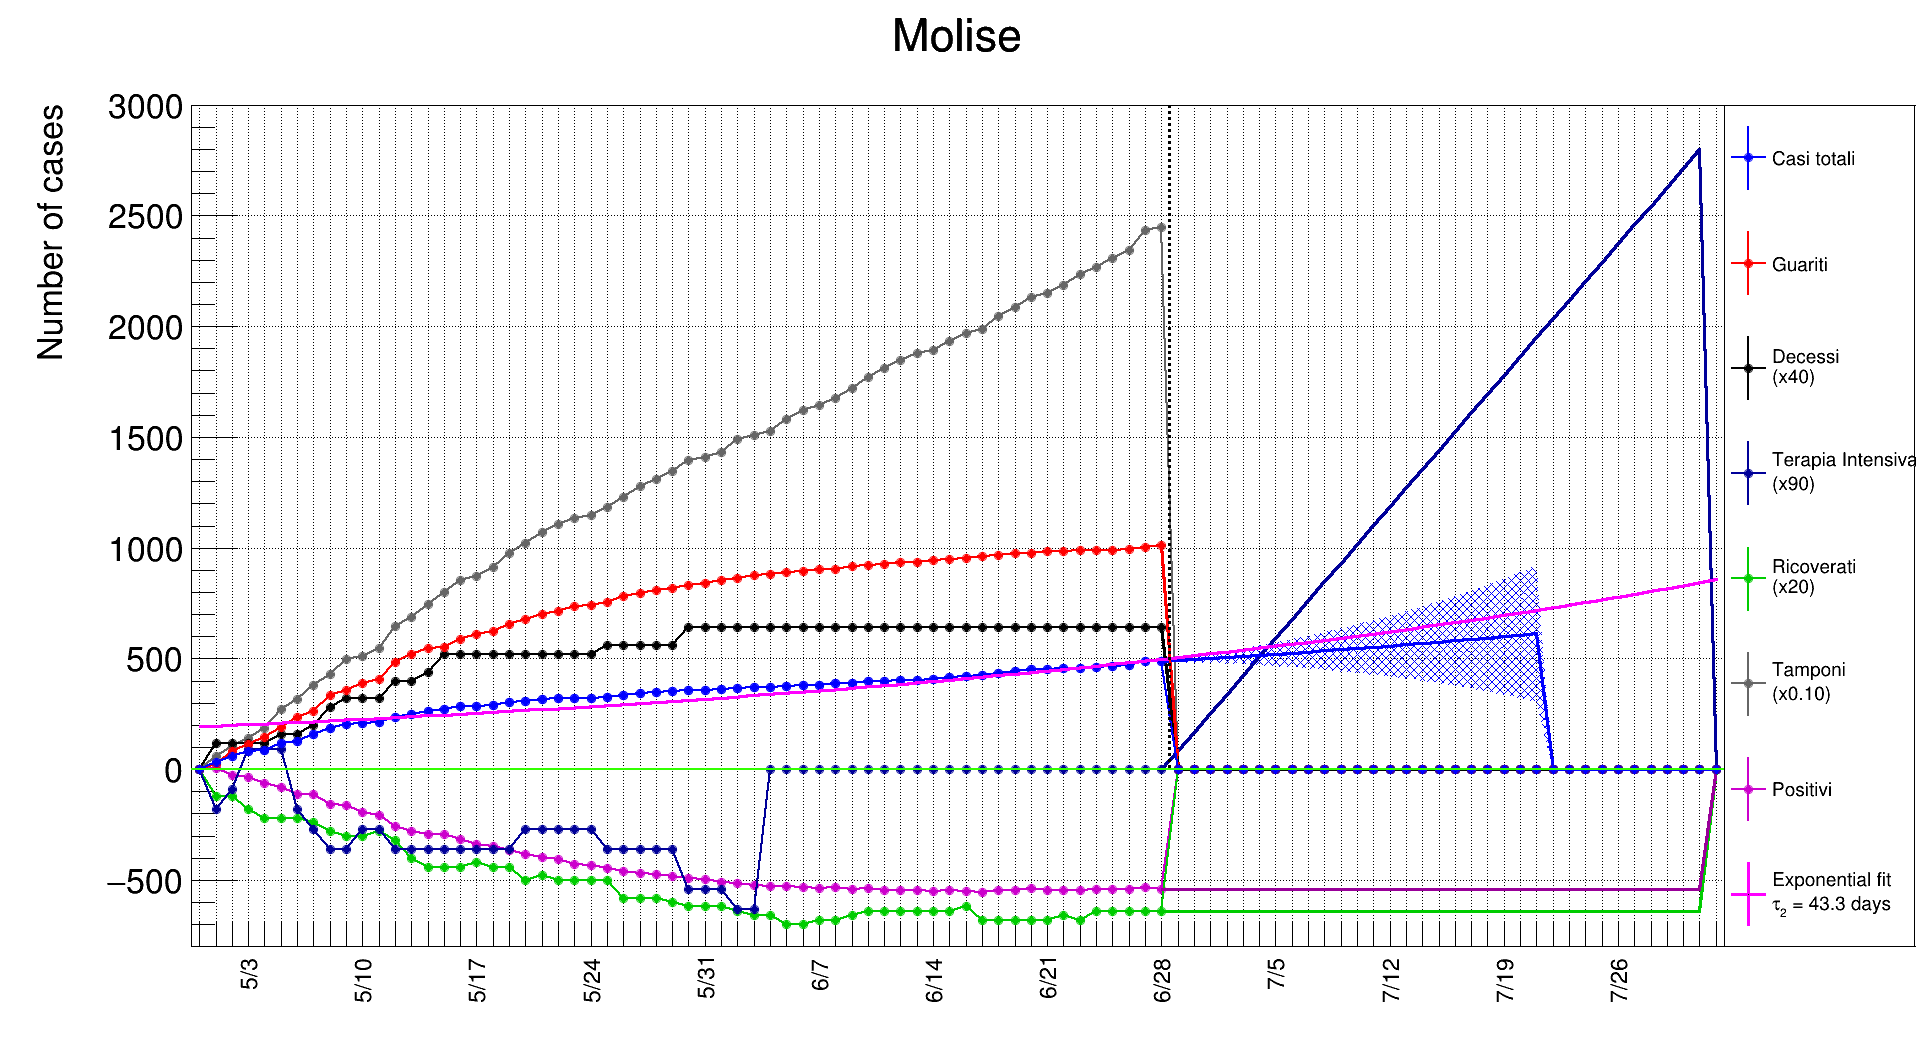 Molise
Number of cases
3000
2500
2000
1500
1000
500
0
−500
5/3
5/10
5/17
5/24
5/31
6/7
6/14
6/21
6/28
7/5
7/12
7/19
7/26
Casi totali
Guariti
Decessi
(x40)
Terapia Intensiva
(x90)
Ricoverati
(x20)
Tamponi
(x0.10)
Positivi
Exponential fit
τ2 = 43.3 days